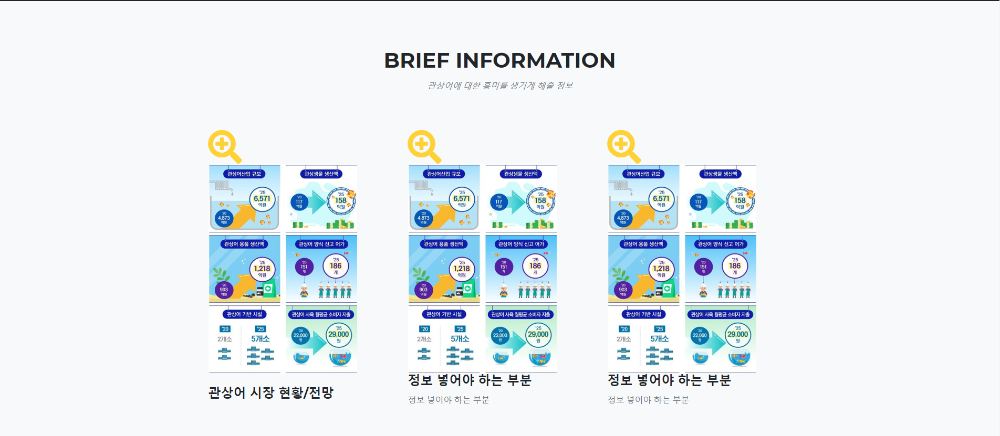 BRIEF INFORMATION
관상어에 대한 흥미를 생기게 해줄 정보
관상어산업 규모
'25
6,571
억원
'20
4,873
억원
관상생물 생산액
'20
117
억원
'25
158
억원
관상어 용품 생산액
'25
1,218
억원
'20
903
억원
관상어 양식 신고 어가
'20
151
개
'25
186
개
관상어 기반 시설
'20
2개소
'25
5개소
관상어 사육 월평균 소비자 지출
'20
22,000
원
'25
29,000
원
관상어 시장 현황/전망
관상어산업 규모
'25
6,571
억원
'20
4,873
억원
관상생물 생산액
'20
117
억원
'25
158
억원
관상어 용품 생산액
'25
1,218
억원
'20
903
억원
관상어 양식 신고 어가
'20
151
개
'25
186
개
관상어 기반 시설
'20
2개소
'25
5개소
관상어 사육 월평균 소비자 지출
'20
22,000
원
'25
29,000
원
정보 넣어야 하는 부분
정보 넣어야 하는 부분
관상어산업 규모
'25
6,571
억원
'20
4,873
억원
관상생물 생산액
'20
117
억원
'25
158
억원
관상어 용품 생산액
'25
1,218
억원
'20
903
억원
관상어 양식 신고 어가
'20
151
개
'25
186
개
관상어 기반 시설
'20
2개소
'25
5개소
관상어 사육 월평균 소비자 지출
'20
22,000
원
'25
29,000
원
정보 넣어야 하는 부분
정보 넣어야 하는 부분